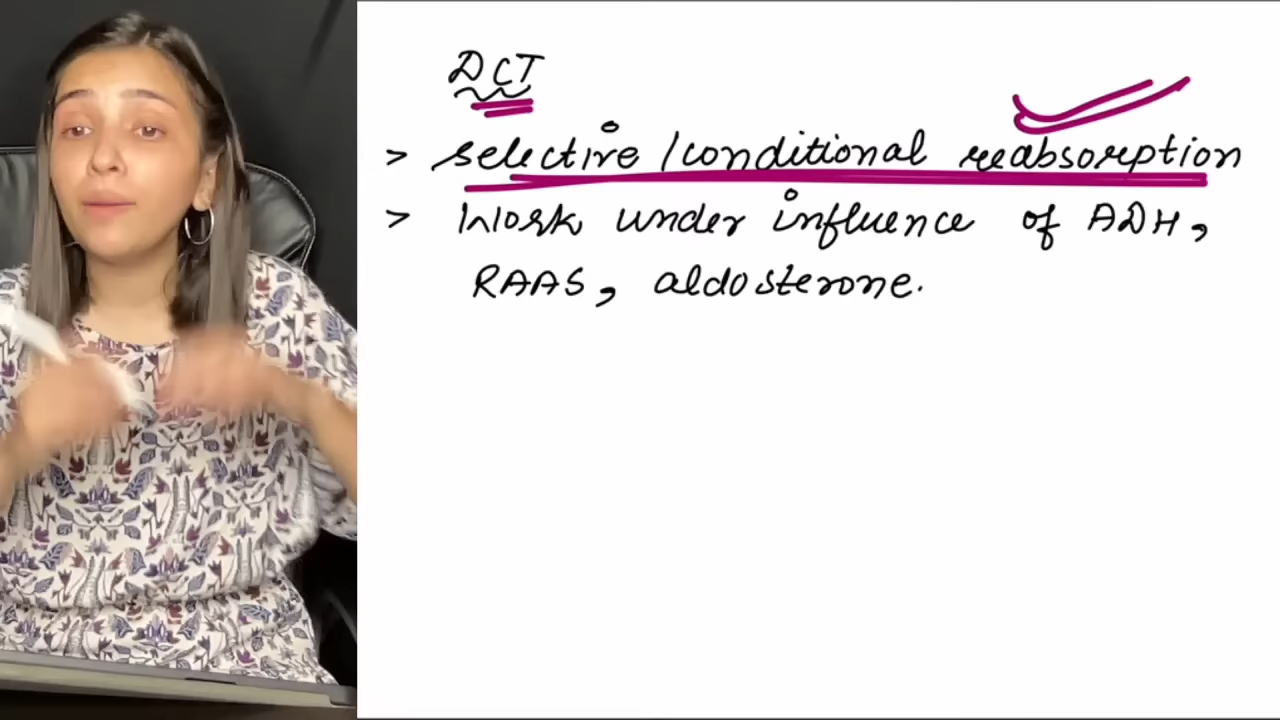 DCT
> selective / conditional reabsorption
> Work under influence of ADH,
RAAS, aldosterone.